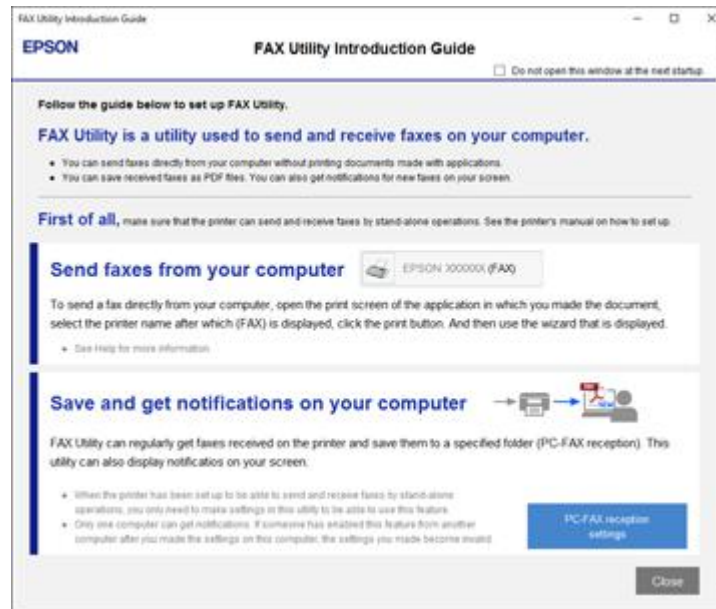 FAX Utility Introduction Guide
EPSON
FAX Utility Introduction Guide
Do not open this window at the next startup.
Follow the guide below to set up FAX Utility.
FAX Utility is a utility used to send and receive faxes on your computer.
You can send faxes directly from your computer without printing documents made with applications.
You can save received faxes as PDF files. You can also get notifications for new faxes on your screen.
First of all, make sure that the printer can send and receive faxes by stand-alone operations. See the printer's manual on how to set up.
Send faxes from your computer
EPSON XXXXXX (FAX)
To send a fax directly from your computer, open the print screen of the application in which you made the document,
select the printer name after which (FAX) is displayed, click the print button. And then use the wizard that is displayed.
See Help for more information.
Save and get notifications on your computer
PDF
NEW
FAX Utility can regularly get faxes received on the printer and save them to a specified folder (PC-FAX reception). This
utility can also display notificatios on your screen.
When the printer has been set up to be able to send and receive faxes by stand-alone
operations, you only need to make settings in this utility to be able to use this feature.
Only one computer can get notifications. If someone has enabled this feature from another
computer after you made the settings on this computer, the settings you made become invalid.
PC-FAX reception
settings
Close